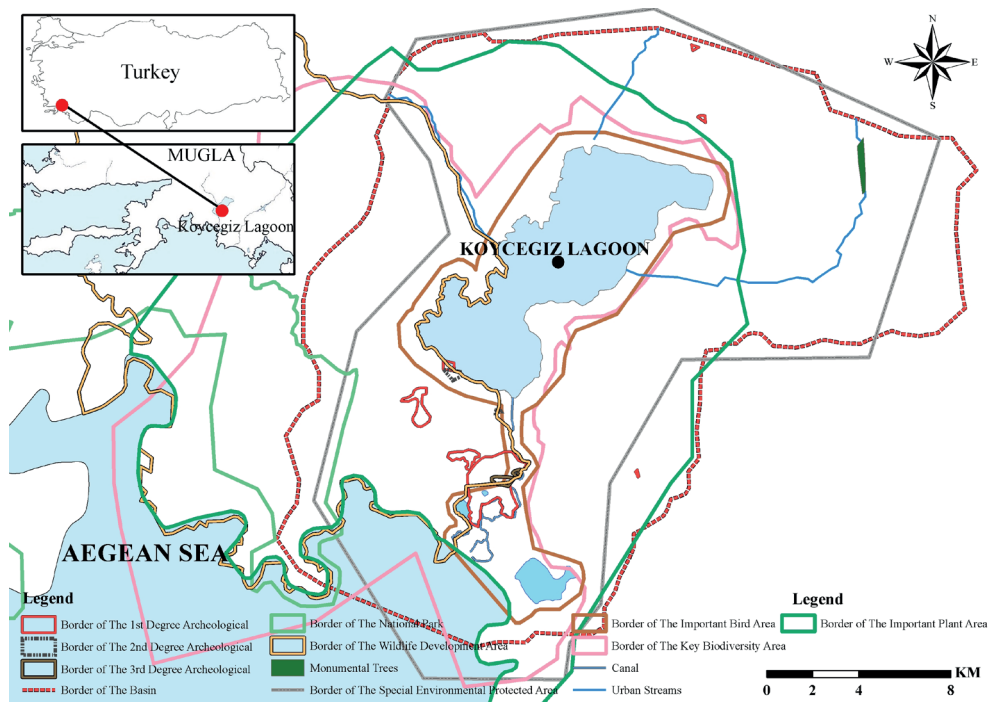 Turkey
MUGLA
Koycegiz Lagoon
N
W
E
S
KOYCEGIZ LAGOON
AEGEAN SEA
Legend
Border of The 1st Degree Archeological
Border of The 2nd Degree Archeological
Border of The 3rd Degree Archeological
Border of The Basin
Border of The National Park
Border of The Wildlife Development Area
Monumental Trees
Border of The Special Environmental Protected Area
Border of The Important Bird Area
Border of The Key Biodiversity Area
Canal
Urban Streams
Legend
Border of The Important Plant Area
KM
0 2 4 8